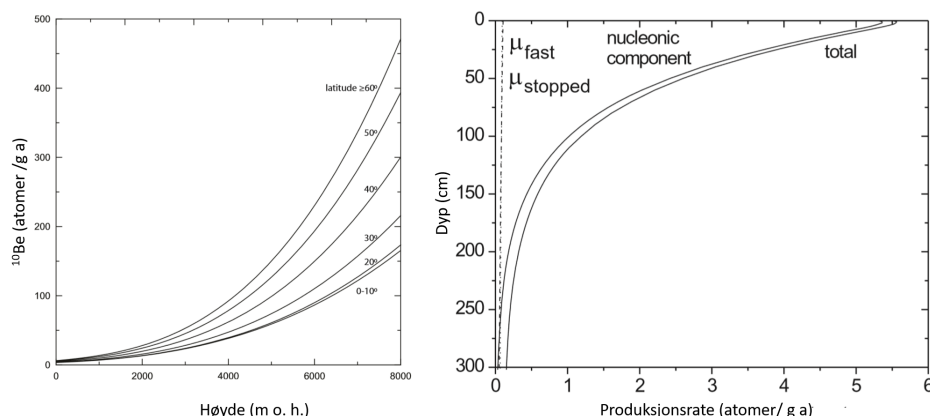 500
400
300
200
100
0
¹⁰Be (atomer /g a)
latitude ≥60º
50º
40º
30º
20º
0-10º
0
2000
4000
6000
8000
Høyde (m o. h.)
0
50
100
150
200
250
300
Dyp (cm)
μfast
μstopped
nucleonic
component
total
0
1
2
3
4
5
6
Produksjonsrate (atomer/ g a)